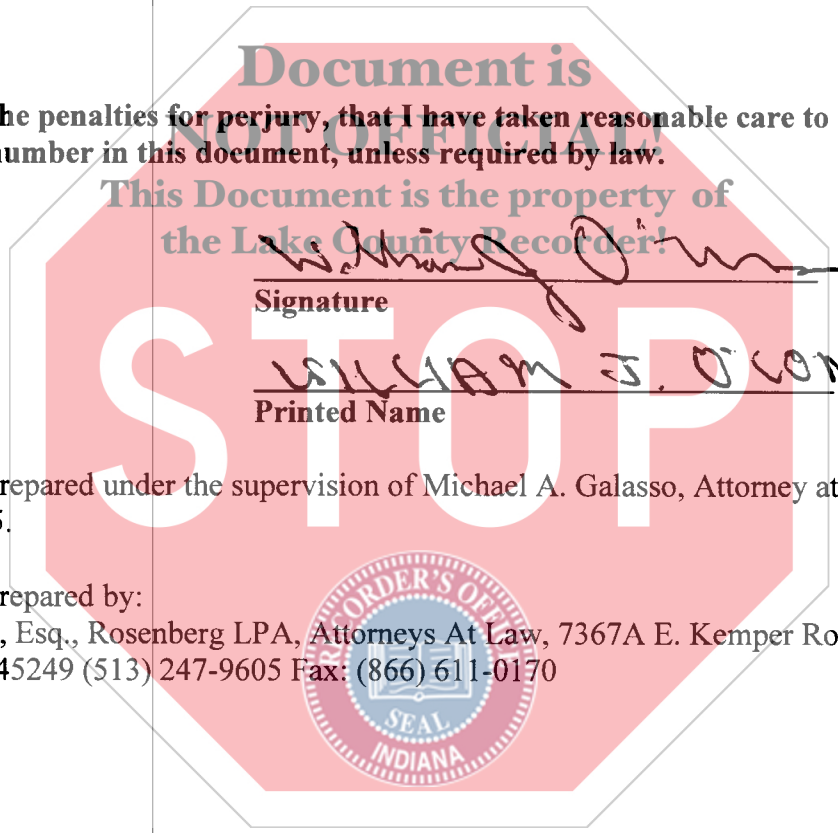 Document is
he penalties for perjury, that I have taken reasonable care to
NOT OFFICIAL!
number in this document, unless required by law.
This Document is the property of
the Lake County Recorder!
Signature
WILLIAM J. O'CON
Printed Name
STOP
repared under the supervision of Michael A. Galasso, Attorney at
5.
repared by:
, Esq., Rosenberg LPA, Attorneys At Law, 7367A E. Kemper Ro
45249 (513) 247-9605 Fax: (866) 611-0170
RECORDER'S OFFICE
SEAL
INDIANA